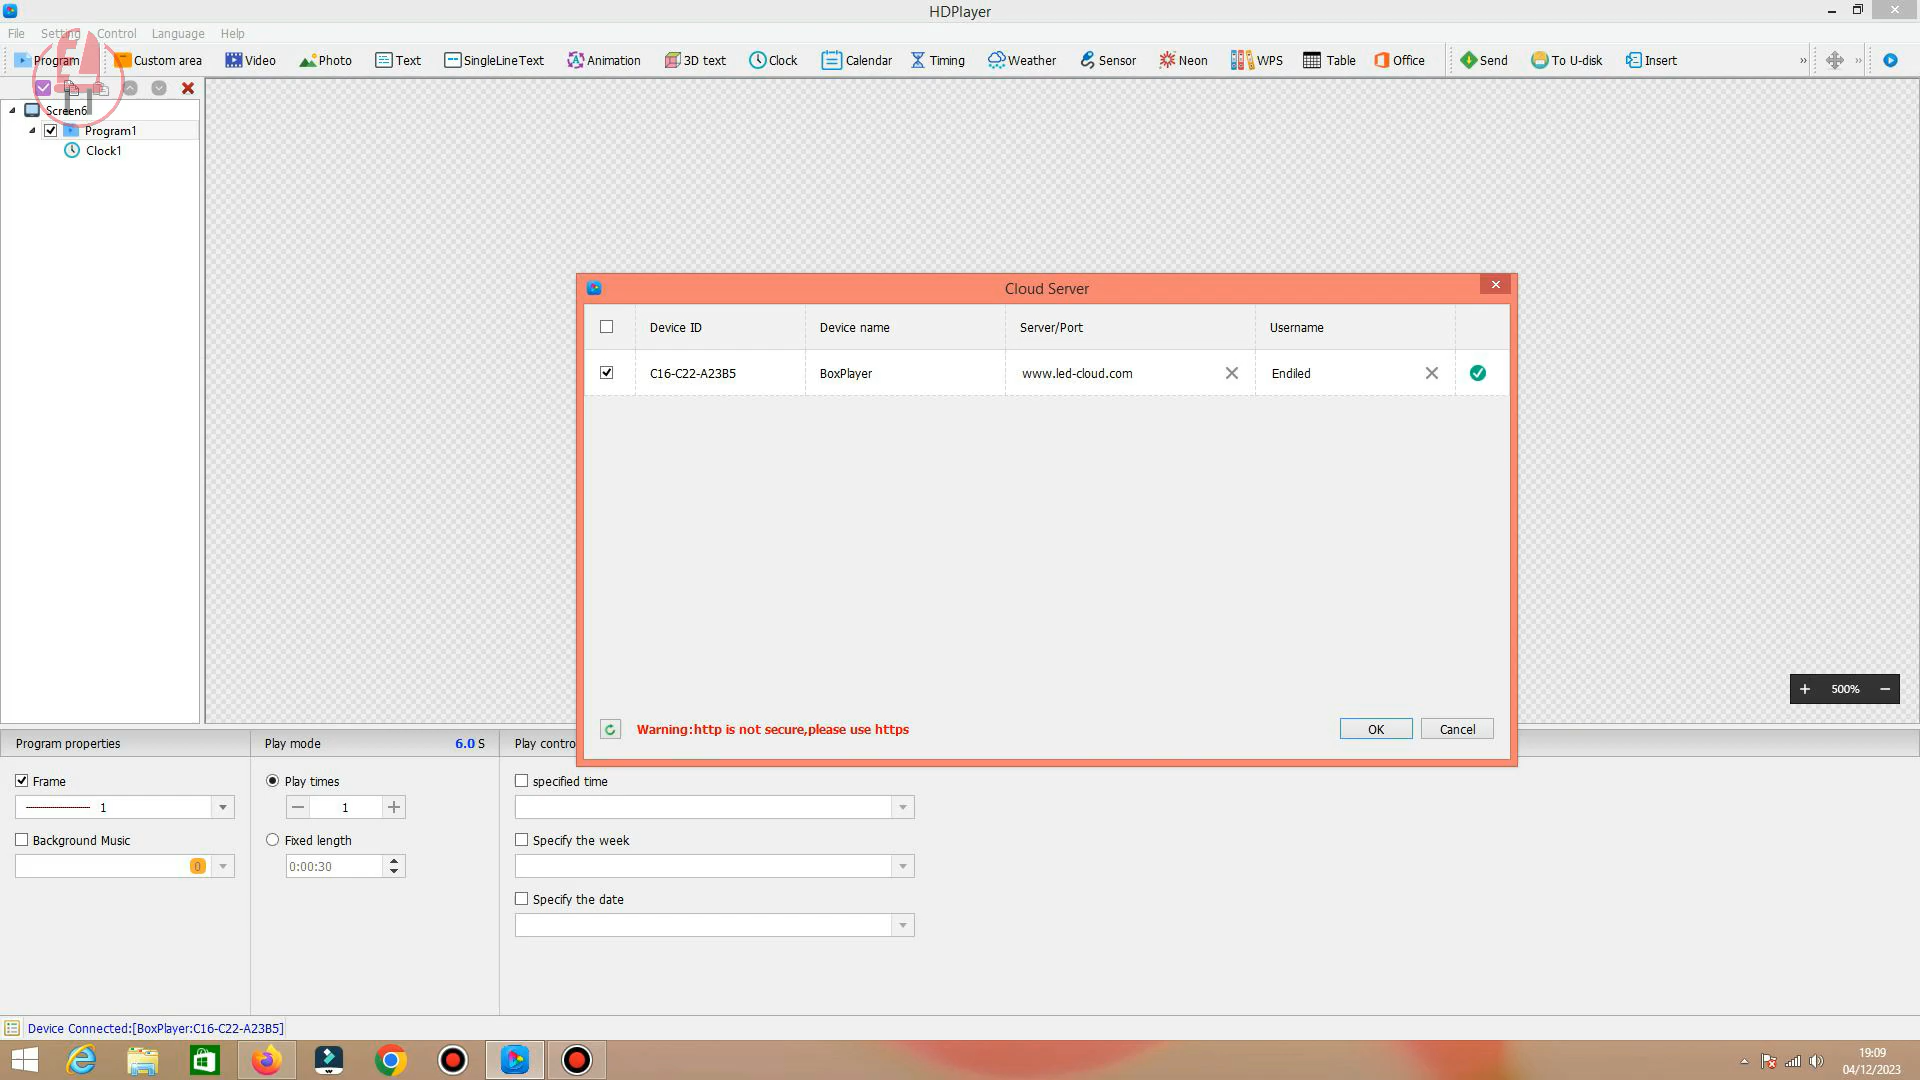 HDPlayer
File Setting Control Language Help
Program Custom area Video Photo Text SingleLineText Animation 3D text Clock Calendar Timing Weather Sensor Neon WPS Table Office Send To U-disk Insert
Screen6
Program1
Clock1
Cloud Server
Device ID Device name Server/Port Username
C16-C22-A23B5 BoxPlayer www.led-cloud.com Endiled
500%
Warning:http is not secure,please use https OK Cancel
Program properties Play mode 6.0 S Play contro
Frame Play times specified time
1 1
Background Music Fixed length Specify the week
0 0:00:30
Specify the date
Device Connected:[BoxPlayer:C16-C22-A23B5]
19:09
04/12/2023